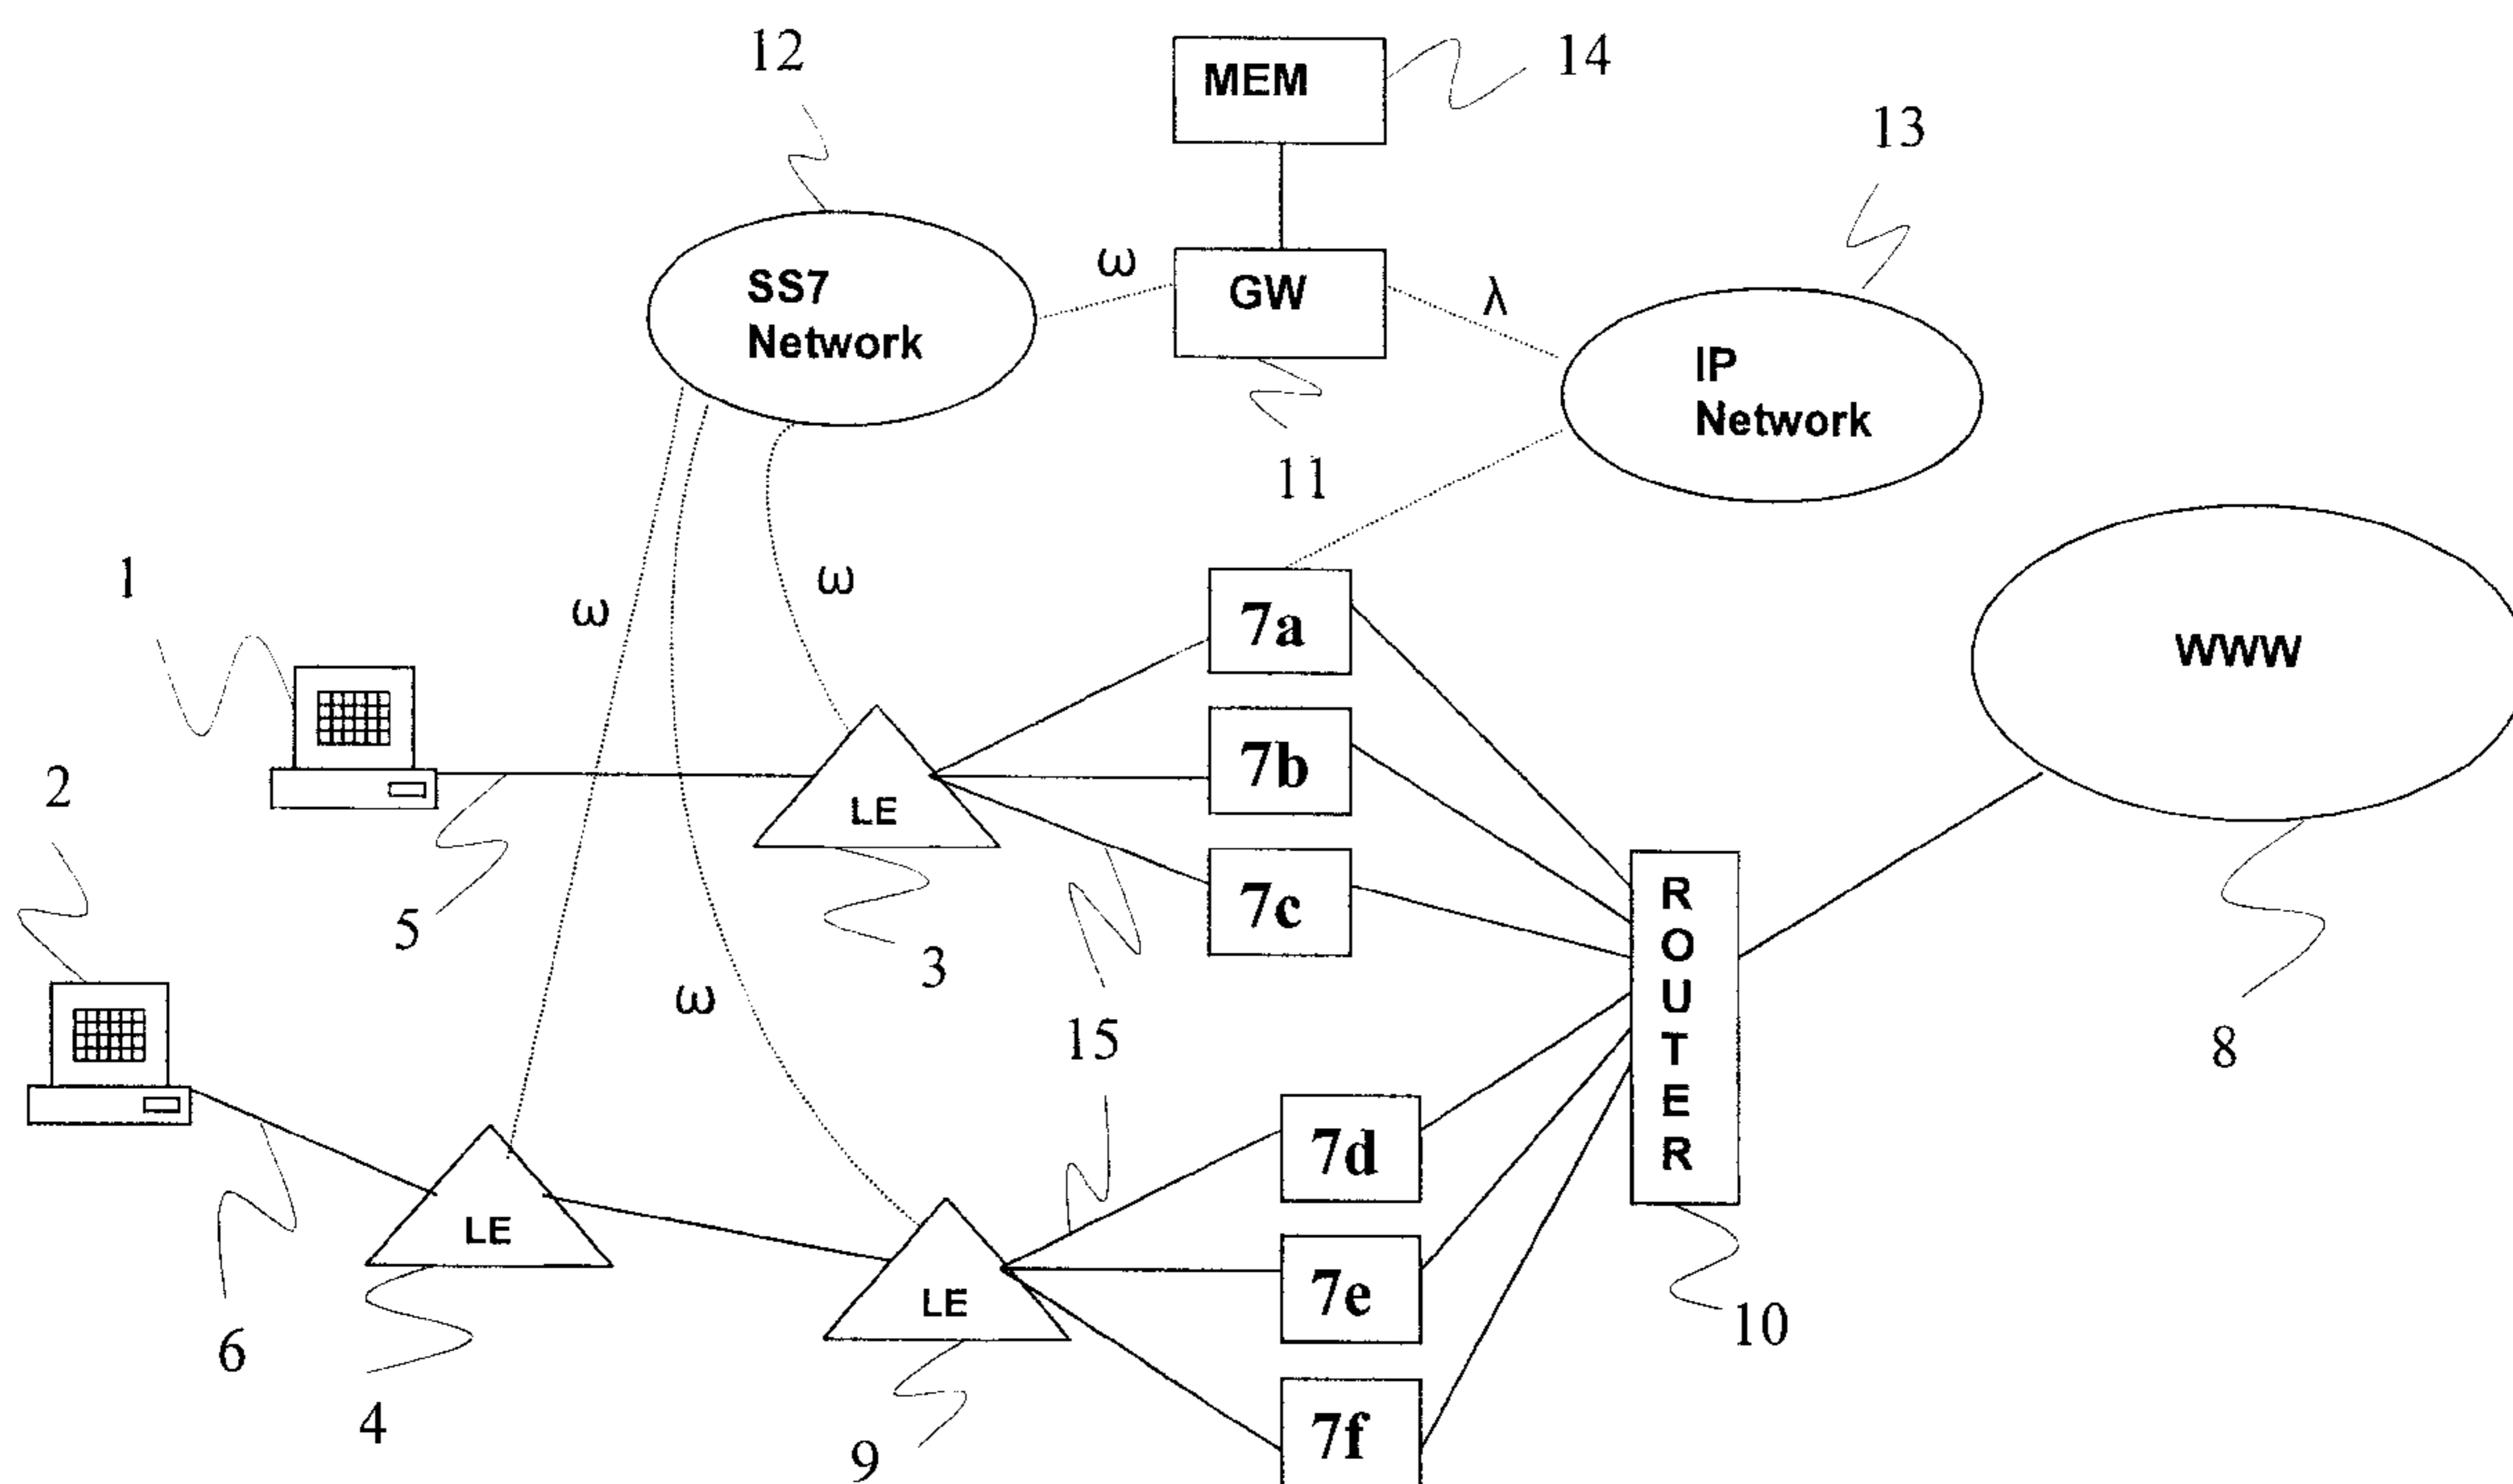 12
MEM
14
13
SS7
Network
ω
GW
λ
IP
Network
11
1
ω
ω
7a
WWW
2
7b
LE
5
3
7c
R
O
U
T
E
R
ω
15
8
7d
LE
6
4
LE
9
7e
10
7f